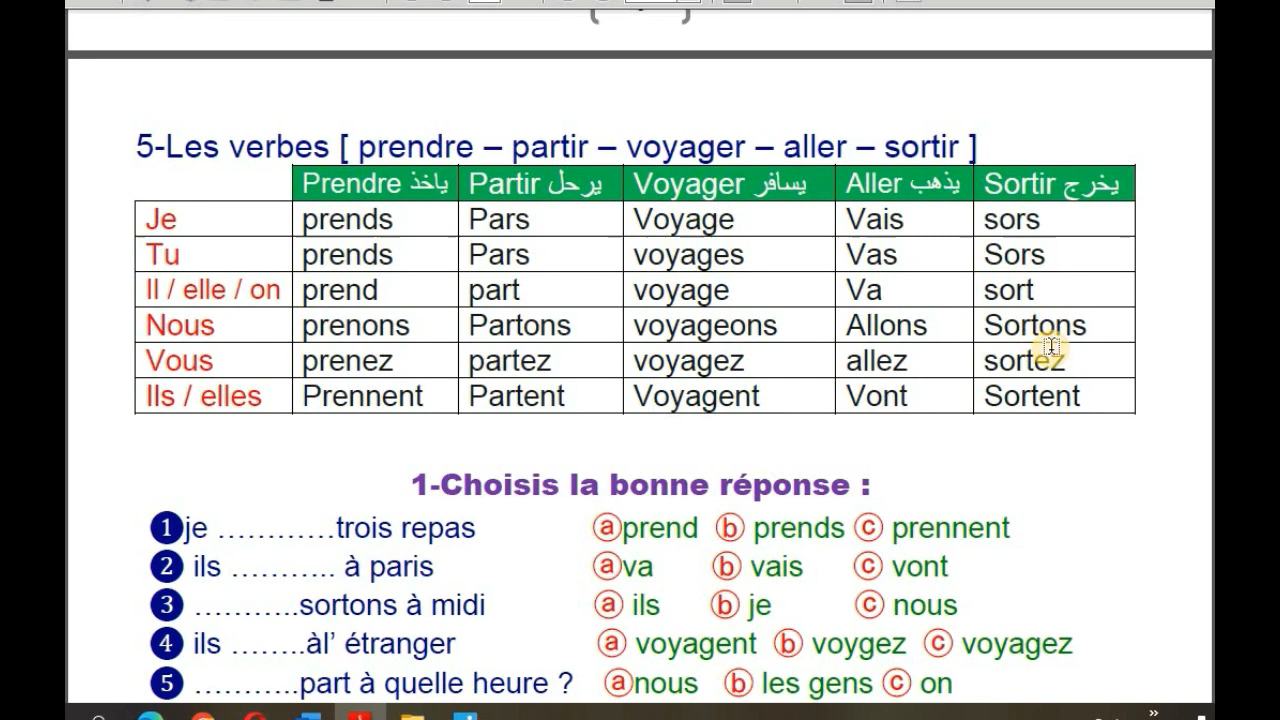 5-Les verbes [ prendre – partir – voyager – aller – sortir ]
Prendre ياخذ Partir يرحل Voyager يسافر Aller يذهب Sortir يخرج
Je prends Pars Voyage Vais sors
Tu prends Pars voyages Vas Sors
Il / elle / on prend part voyage Va sort
Nous prenons Partons voyageons Allons Sortons
Vous prenez partez voyagez allez sortez
Ils / elles Prennent Partent Voyagent Vont Sortent
1-Choisis la bonne réponse :
1 je …………trois repas a prend b prends c prennent
2 ils ……….. à paris a va b vais c vont
3 ………..sortons à midi a ils b je c nous
4 ils ……..àl’ étranger a voyagent b voygez c voyagez
5 ………..part à quelle heure ? a nous b les gens c on